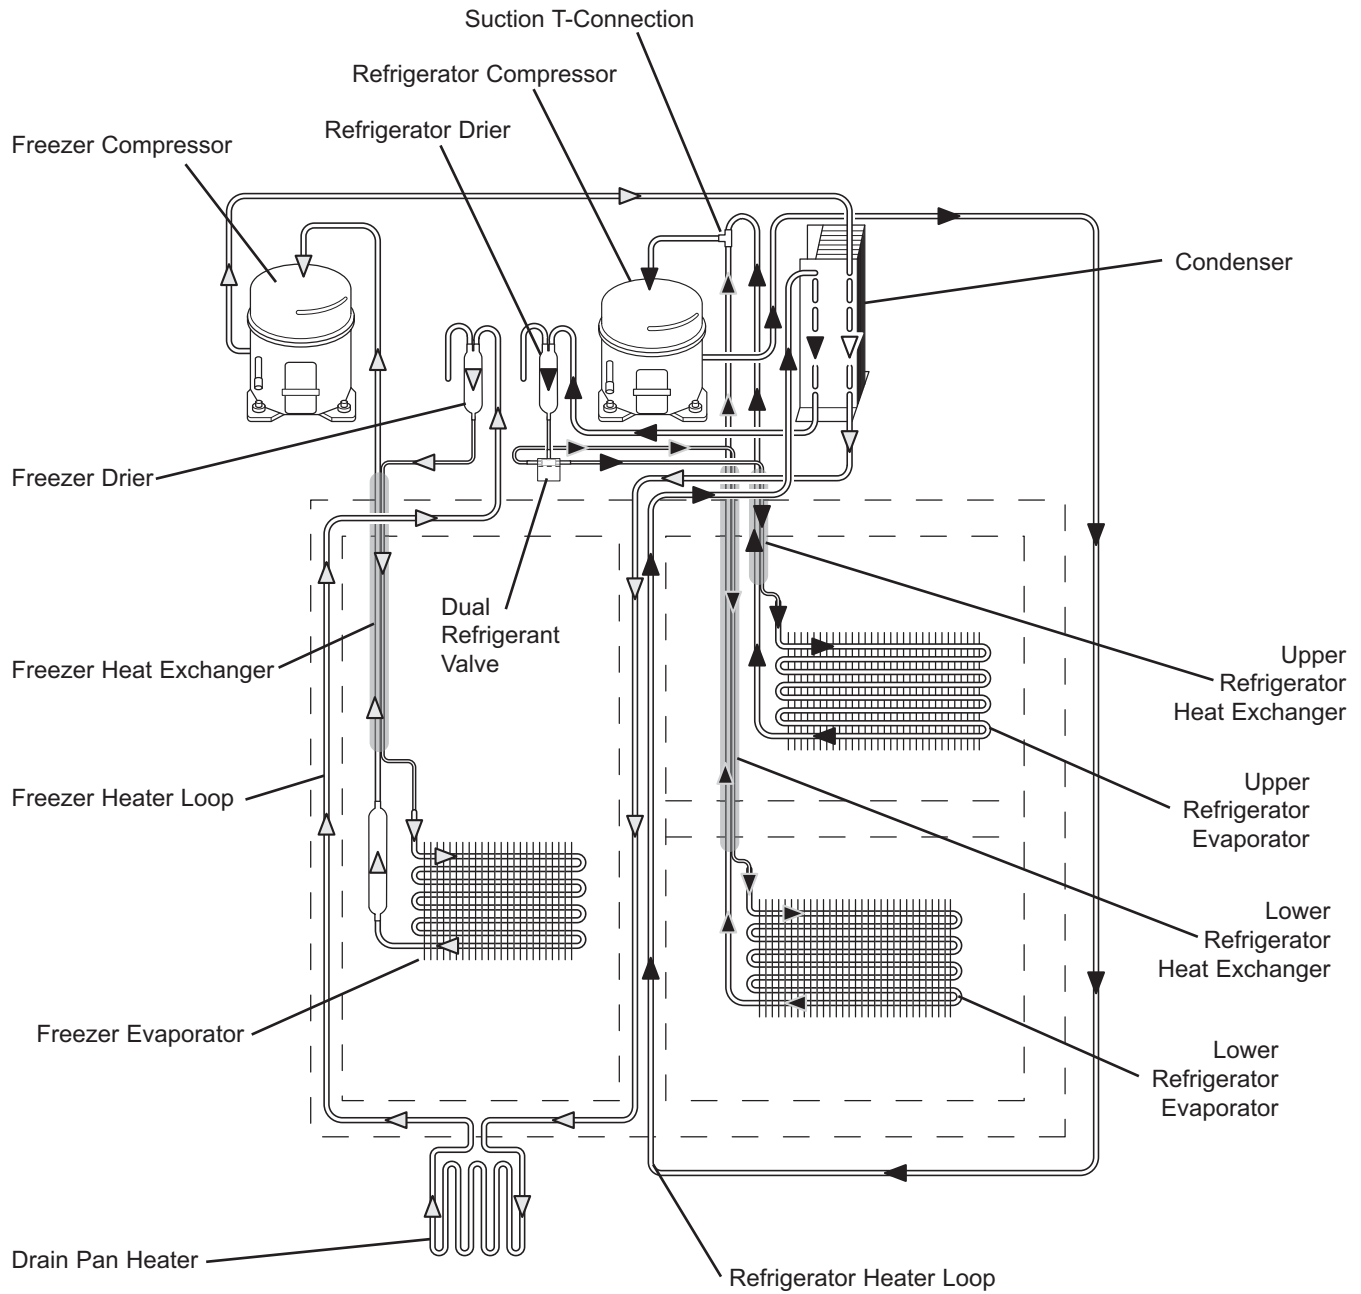 Suction T-Connection
Refrigerator Compressor
Refrigerator Drier
Freezer Compressor
Condenser
Freezer Drier
Dual
Refrigerant
Valve
Freezer Heat Exchanger
Upper
Refrigerator
Heat Exchanger
Freezer Heater Loop
Upper
Refrigerator
Evaporator
Lower
Refrigerator
Heat Exchanger
Freezer Evaporator
Lower
Refrigerator
Evaporator
Drain Pan Heater
Refrigerator Heater Loop